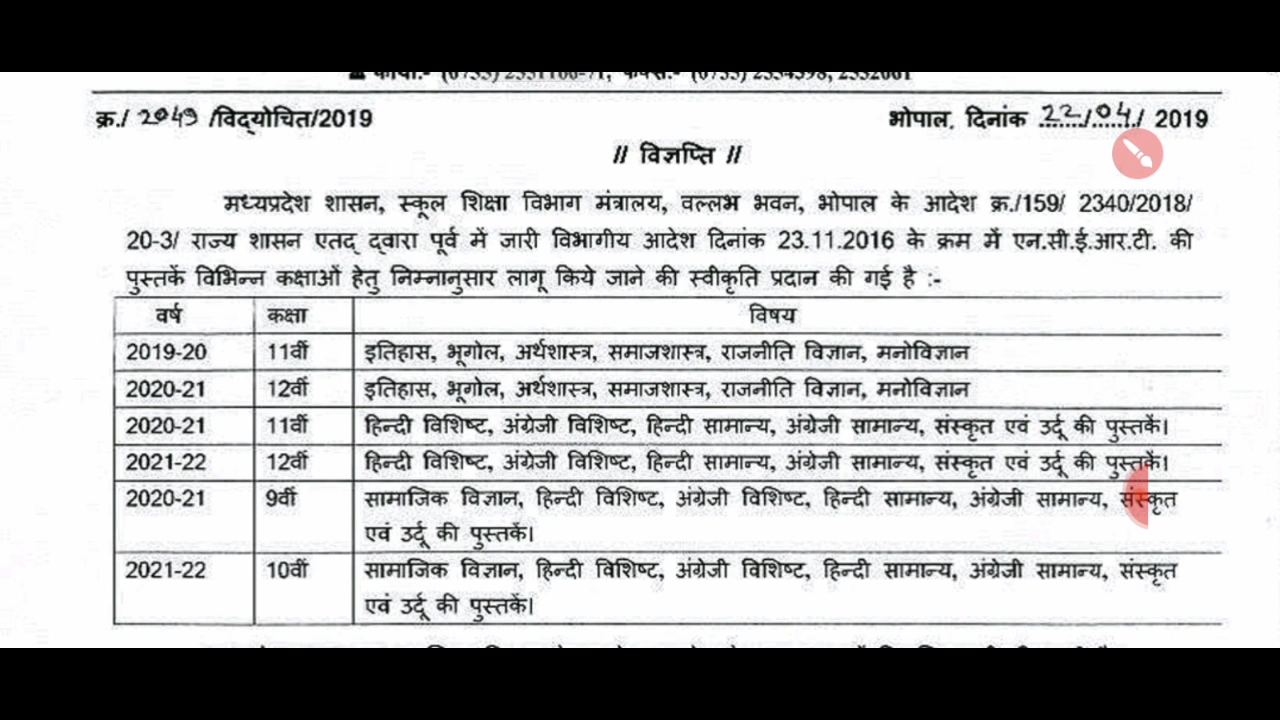 क्र./ 2049 /विद्योचित/2019
भोपाल, दिनांक 22/04/ 2019
// विज्ञप्ति //
मध्यप्रदेश शासन, स्कूल शिक्षा विभाग मंत्रालय, वल्लभ भवन, भोपाल के आदेश क्र./159/ 2340/2018/
20-3/ राज्य शासन एतद् द्वारा पूर्व में जारी विभागीय आदेश दिनांक 23.11.2016 के क्रम में एन.सी.ई.आर.टी. की
पुस्तकें विभिन्न कक्षाओं हेतु निम्नानुसार लागू किये जाने की स्वीकृति प्रदान की गई है :-
वर्ष कक्षा विषय
2019-20 11वीं इतिहास, भूगोल, अर्थशास्त्र, समाजशास्त्र, राजनीति विज्ञान, मनोविज्ञान
2020-21 12वीं इतिहास, भूगोल, अर्थशास्त्र, समाजशास्त्र, राजनीति विज्ञान, मनोविज्ञान
2020-21 11वीं हिन्दी विशिष्ट, अंग्रेजी विशिष्ट, हिन्दी सामान्य, अंग्रेजी सामान्य, संस्कृत एवं उर्दू की पुस्तकें।
2021-22 12वीं हिन्दी विशिष्ट, अंग्रेजी विशिष्ट, हिन्दी सामान्य, अंग्रेजी सामान्य, संस्कृत एवं उर्दू की पुस्तकें।
2020-21 9वीं सामाजिक विज्ञान, हिन्दी विशिष्ट, अंग्रेजी विशिष्ट, हिन्दी सामान्य, अंग्रेजी सामान्य, संस्कृत
एवं उर्दू की पुस्तकें।
2021-22 10वीं सामाजिक विज्ञान, हिन्दी विशिष्ट, अंग्रेजी विशिष्ट, हिन्दी सामान्य, अंग्रेजी सामान्य, संस्कृत
एवं उर्दू की पुस्तकें।